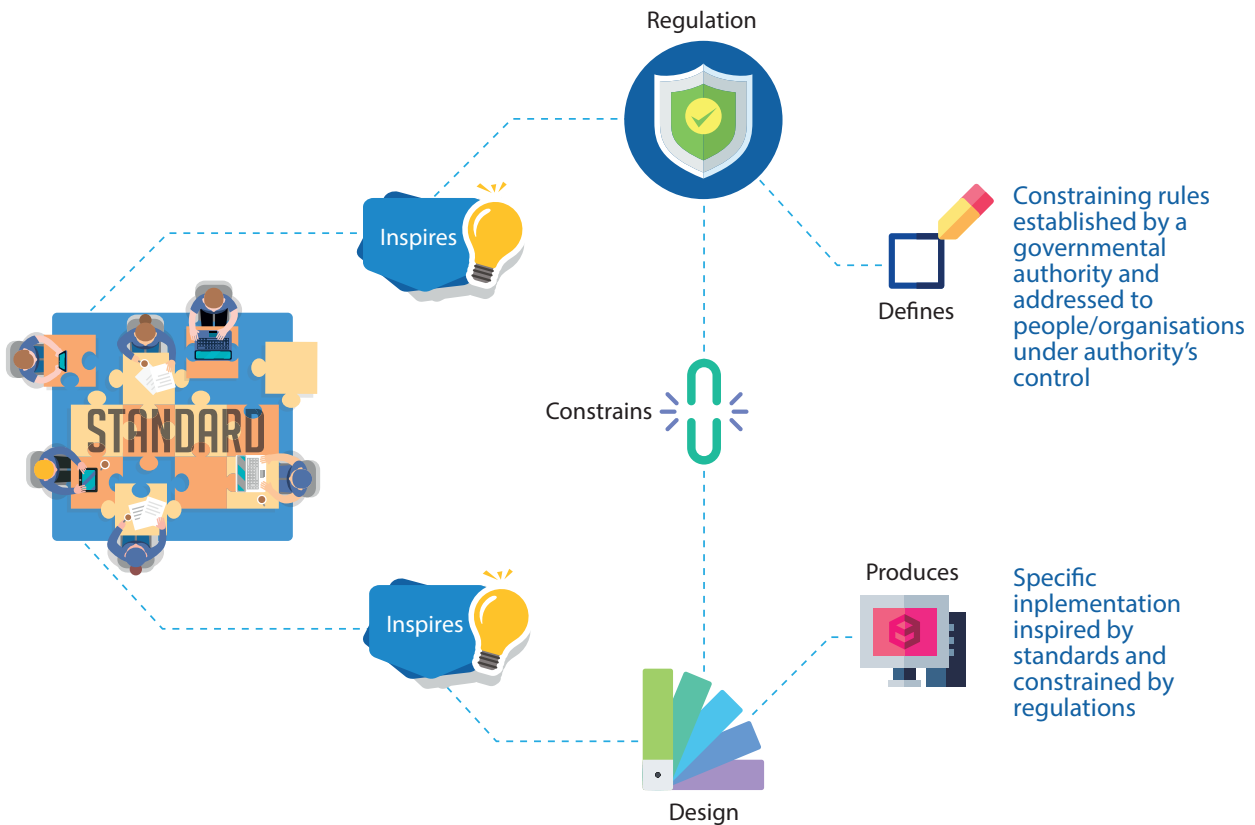 Regulation
Inspires
Constraining rules
established by a
governmental
authority and
addressed to
people/organisations
under authority’s
control
Defines
Constrains
STANDARD
Produces
Specific
inplementation
inspired by
standards and
constrained by
regulations
Inspires
Design